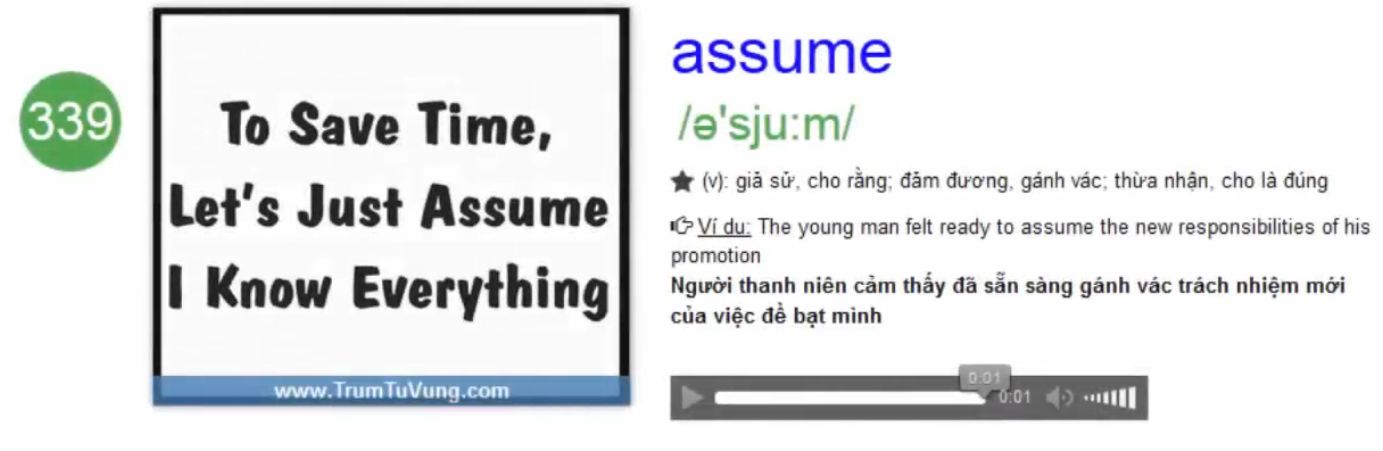 339
To Save Time,
Let's Just Assume
I Know Everything
www.TrumTuVung.com
assume
/ə'sju:m/
(v): giả sử, cho rằng; đảm đương, gánh vác; thừa nhận, cho là đúng
Ví dụ: The young man felt ready to assume the new responsibilities of his
promotion
Người thanh niên cảm thấy đã sẵn sàng gánh vác trách nhiệm mới
của việc đề bạt mình
0:01
0:01